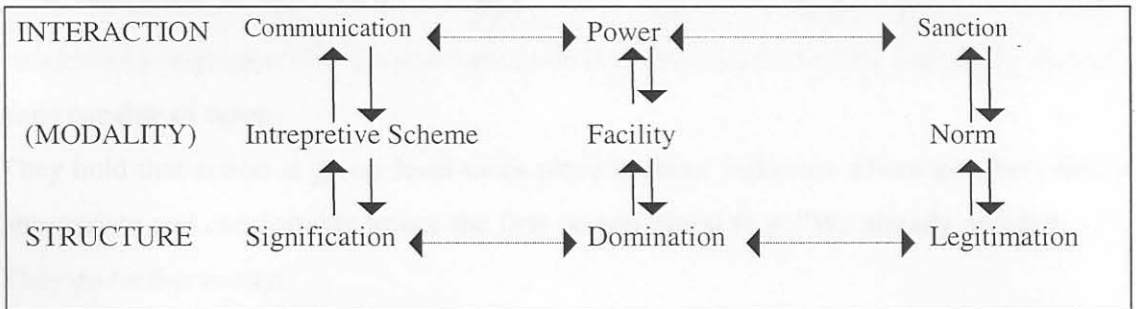 INTERACTION Communication Power Sanction
(MODALITY) Intrepretive Scheme Facility Norm
STRUCTURE Signification Domination Legitimation